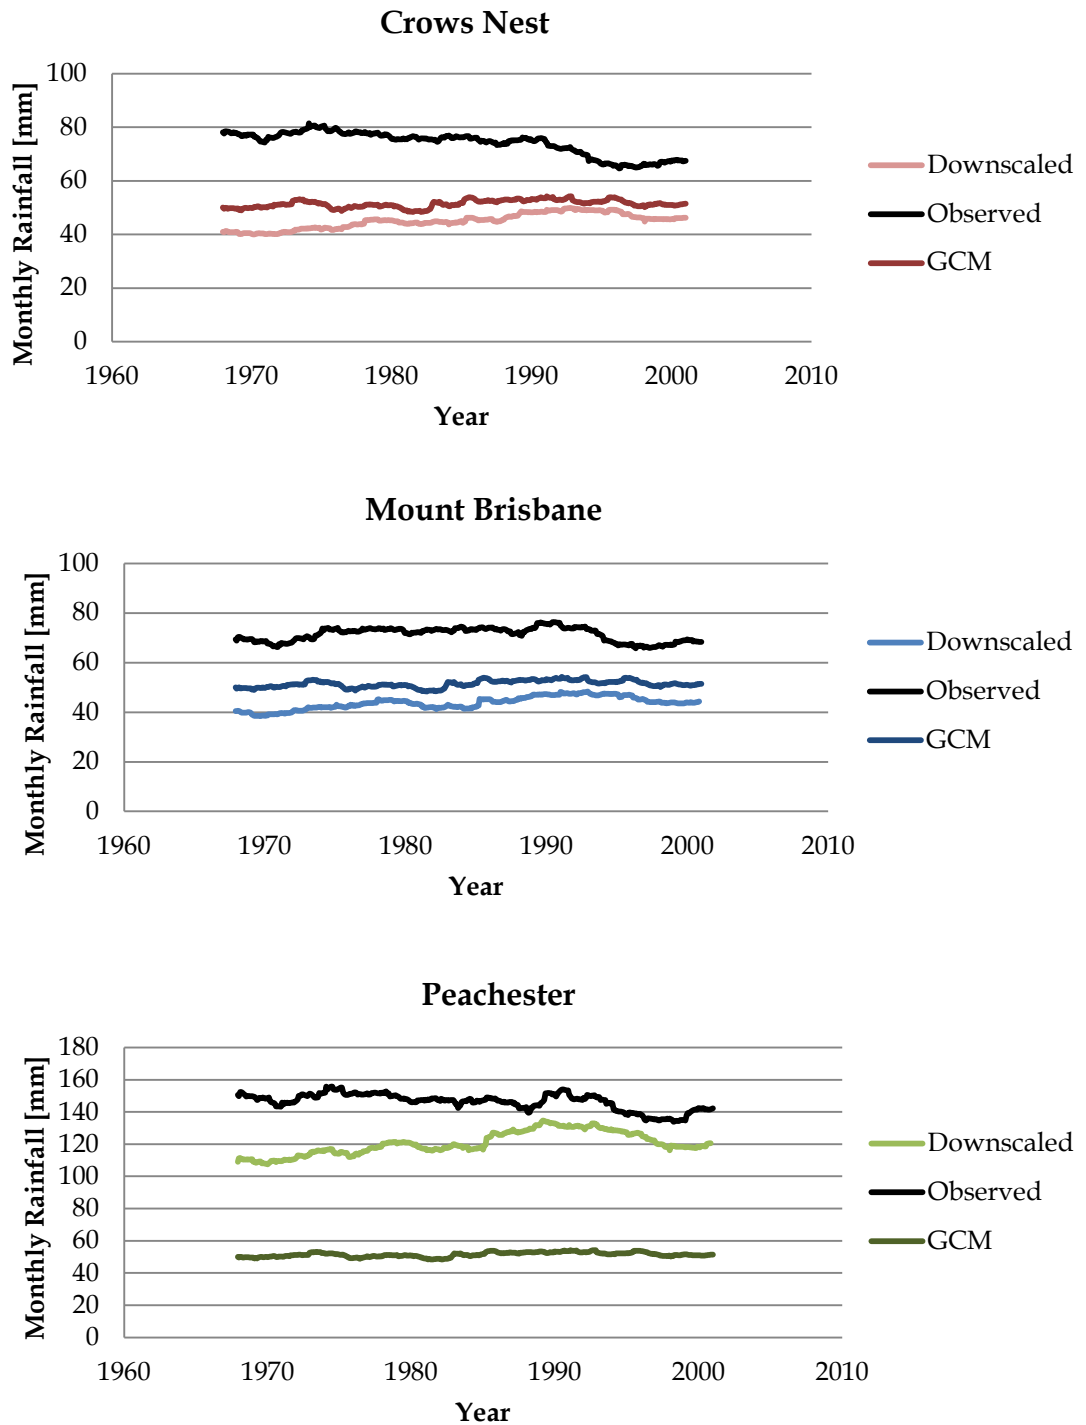 Crows Nest
Monthly Rainfall [mm]
100
80
60
40
20
0
1960 1970 1980 1990 2000 2010
Year
Downscaled
Observed
GCM
Mount Brisbane
Monthly Rainfall [mm]
100
80
60
40
20
0
1960 1970 1980 1990 2000 2010
Year
Downscaled
Observed
GCM
Peachester
Monthly Rainfall [mm]
180
160
140
120
100
80
60
40
20
0
1960 1970 1980 1990 2000 2010
Year
Downscaled
Observed
GCM